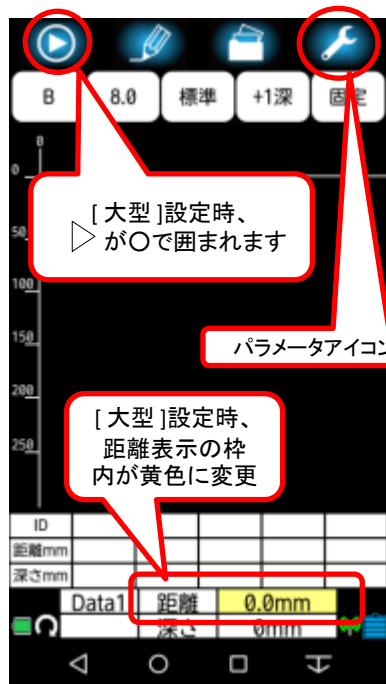 B 8.0 標準 +1深 固定
0
0
[大型]設定時、
▷ が○で囲まれます
50
100
150
パラメータアイコン
200
[大型]設定時、
距離表示の枠
内が黄色に変更
250
ID
距離mm
深さmm
Data1 距離 0.0mm
深さ 0mm